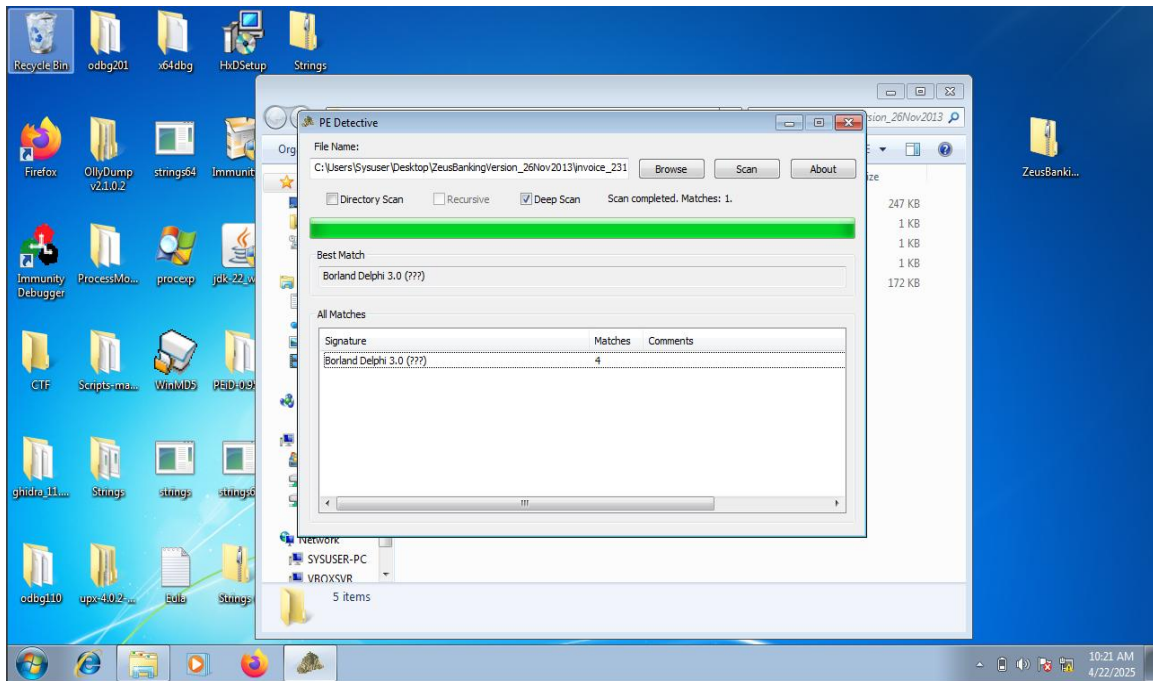 Recycle Bin
odbg201
x64dbg
HxDSetup
Strings
Firefox
OllyDump v2.1.0.2
strings64
Immunit
Immunity Debugger
ProcessMo...
procexp
jdk-22_w
CTF
Scripts-ma...
WinMD5
PEiD-0.9
ghidra_11....
Strings
strings
strings6
odbg110
upx-4.0.2-...
Eula
Strings
ZeusBanki...
sion_26Nov2013
Org
ize
247 KB
1 KB
1 KB
1 KB
172 KB
PE Detective
File Name:
C:\Users\Sysuser\Desktop\ZeusBankingVersion_26Nov2013\invoice_231
Browse
Scan
About
Directory Scan
Recursive
Deep Scan
Scan completed. Matches: 1.
Best Match
Borland Delphi 3.0 (???)
All Matches
Signature Matches Comments
Borland Delphi 3.0 (???) 4
Network
SYSUSER-PC
VBOXSVR
5 items
10:21 AM
4/22/2025